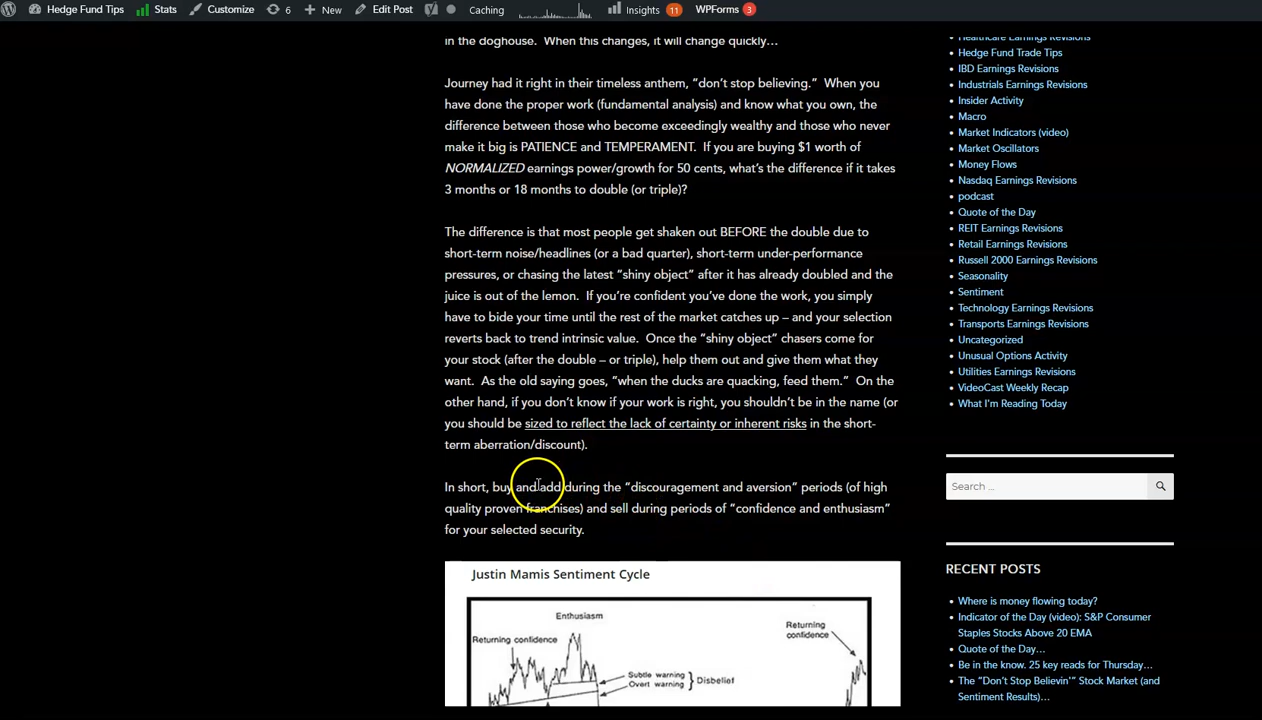 Hedge Fund Tips
Stats
Customize
6
New
Edit Post
Caching
Insights
11
WPForms
3
in the doghouse.  When this changes, it will change quickly…
Journey had it right in their timeless anthem, “don’t stop believing.”  When you
have done the proper work (fundamental analysis) and know what you own, the
difference between those who become exceedingly wealthy and those who never
make it big is PATIENCE and TEMPERAMENT.  If you are buying $1 worth of
NORMALIZED earnings power/growth for 50 cents, what’s the difference if it takes
3 months or 18 months to double (or triple)?
The difference is that most people get shaken out BEFORE the double due to
short-term noise/headlines (or a bad quarter), short-term under-performance
pressures, or chasing the latest “shiny object” after it has already doubled and the
juice is out of the lemon.  If you’re confident you’ve done the work, you simply
have to bide your time until the rest of the market catches up – and your selection
reverts back to trend intrinsic value.  Once the “shiny object” chasers come for
your stock (after the double – or triple), help them out and give them what they
want.  As the old saying goes, “when the ducks are quacking, feed them.”  On the
other hand, if you don’t know if your work is right, you shouldn’t be in the name (or
you should be sized to reflect the lack of certainty or inherent risks in the short-
term aberration/discount).
In short, buy and add during the “discouragement and aversion” periods (of high
quality proven franchises) and sell during periods of “confidence and enthusiasm”
for your selected security.
Justin Mamis Sentiment Cycle
Enthusiasm
Returning confidence
Subtle warning
Overt warning
Disbelief
Returning
confidence
Healthcare Earnings Revisions
Hedge Fund Trade Tips
IBD Earnings Revisions
Industrials Earnings Revisions
Insider Activity
Macro
Market Indicators (video)
Market Oscillators
Money Flows
Nasdaq Earnings Revisions
podcast
Quote of the Day
REIT Earnings Revisions
Retail Earnings Revisions
Russell 2000 Earnings Revisions
Seasonality
Sentiment
Technology Earnings Revisions
Transports Earnings Revisions
Uncategorized
Unusual Options Activity
Utilities Earnings Revisions
VideoCast Weekly Recap
What I’m Reading Today
Search …
RECENT POSTS
Where is money flowing today?
Indicator of the Day (video): S&P Consumer
Staples Stocks Above 20 EMA
Quote of the Day…
Be in the know. 25 key reads for Thursday…
The “Don’t Stop Believin’” Stock Market (and
Sentiment Results)…